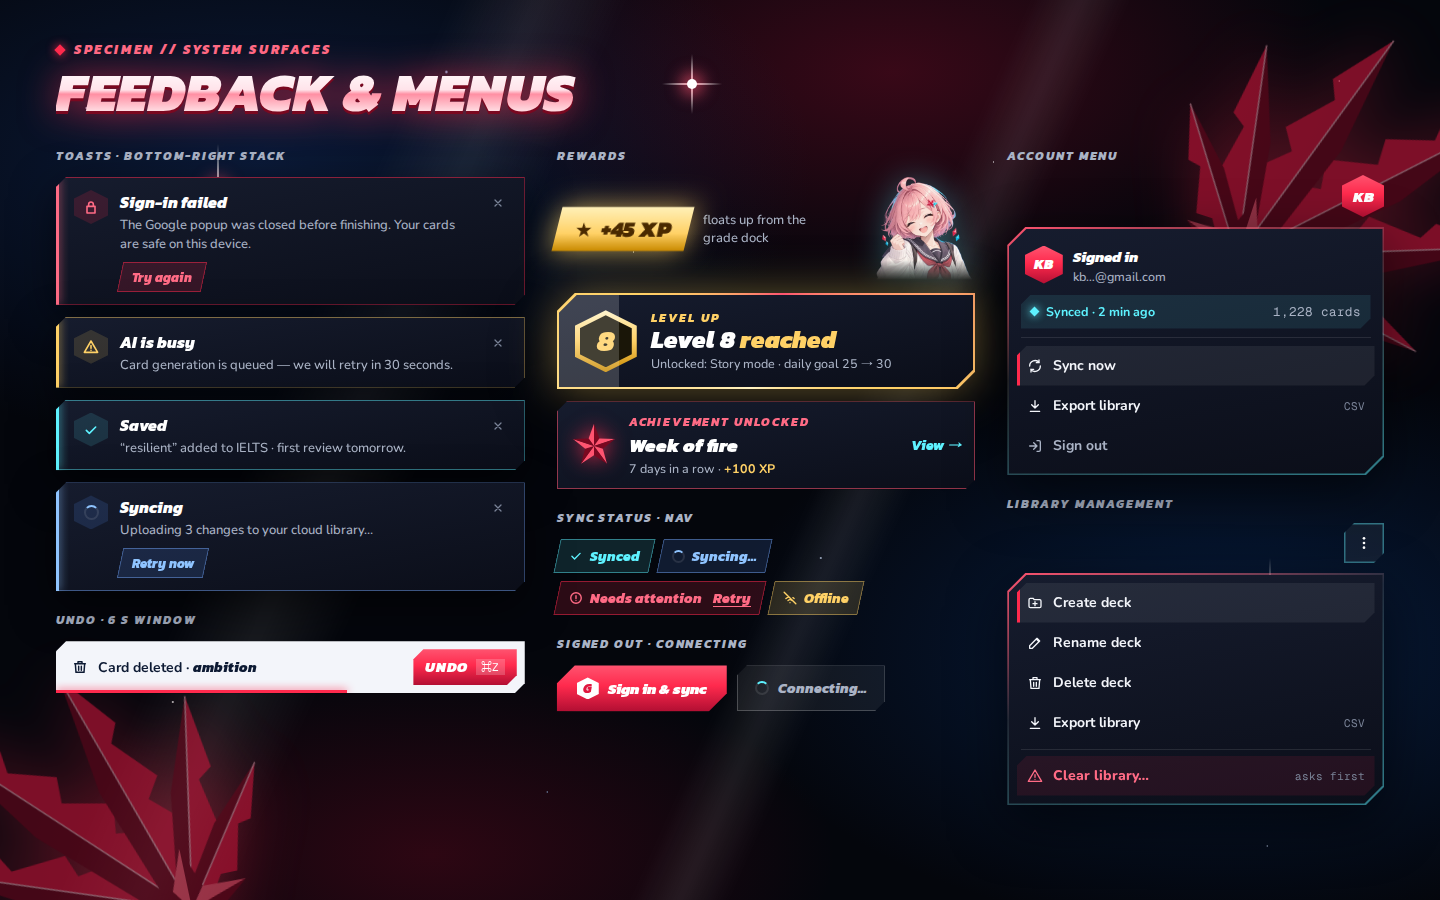 SPECIMEN // SYSTEM SURFACES
FEEDBACK & MENUS
TOASTS · BOTTOM-RIGHT STACK
Sign-in failed
The Google popup was closed before finishing. Your cards
are safe on this device.
Try again
AI is busy
Card generation is queued — we will retry in 30 seconds.
Saved
“resilient” added to IELTS · first review tomorrow.
Syncing
Uploading 3 changes to your cloud library…
Retry now
UNDO · 6 S WINDOW
Card deleted · ambition
UNDO ⌘Z
REWARDS
★ +45 XP
floats up from the
grade dock
8
LEVEL UP
Level 8 reached
Unlocked: Story mode · daily goal 25 → 30
ACHIEVEMENT UNLOCKED
Week of fire
7 days in a row · +100 XP
View →
SYNC STATUS · NAV
Synced
Syncing…
Needs attention Retry
Offline
SIGNED OUT · CONNECTING
G Sign in & sync
Connecting…
ACCOUNT MENU
KB
KB
Signed in
kb…@gmail.com
Synced · 2 min ago 1,228 cards
Sync now
Export library CSV
Sign out
LIBRARY MANAGEMENT
Create deck
Rename deck
Delete deck
Export library CSV
Clear library… asks first